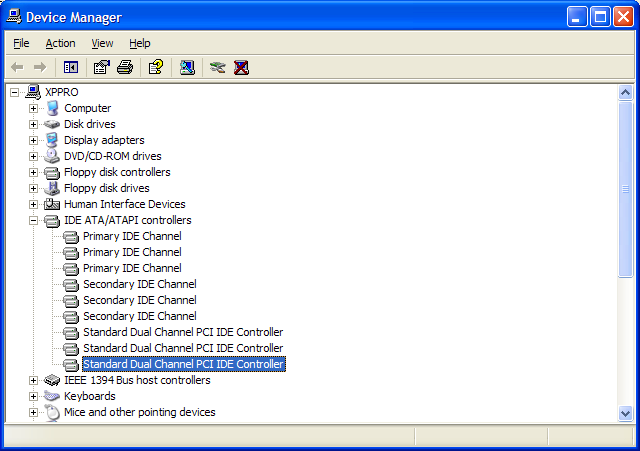 Device Manager
File Action View Help
XPPRO
Computer
Disk drives
Display adapters
DVD/CD-ROM drives
Floppy disk controllers
Floppy disk drives
Human Interface Devices
IDE ATA/ATAPI controllers
Primary IDE Channel
Primary IDE Channel
Primary IDE Channel
Secondary IDE Channel
Secondary IDE Channel
Secondary IDE Channel
Standard Dual Channel PCI IDE Controller
Standard Dual Channel PCI IDE Controller
Standard Dual Channel PCI IDE Controller
IEEE 1394 Bus host controllers
Keyboards
Mice and other pointing devices